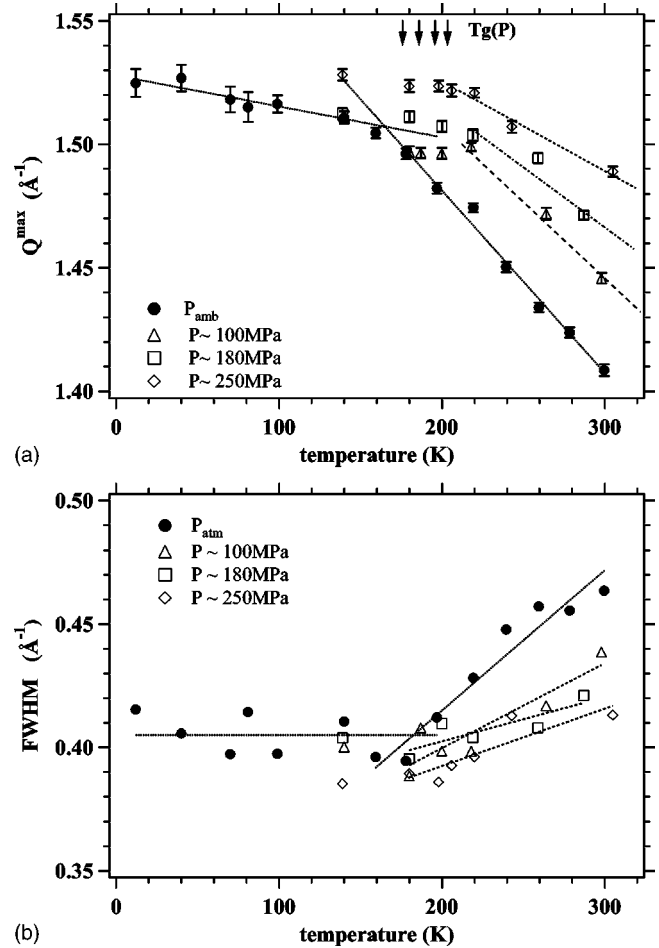 1.55
Tg(P)
1.50
Q^max (Å^-1)
1.45
P_amb
P~ 100MPa
P~ 180MPa
P~ 250MPa
1.40
0 100 200 300
(a) temperature (K)
0.50
P_atm
P ~ 100MPa
P ~ 180MPa
P ~ 250MPa
0.45
FWHM (Å^-1)
0.40
0.35
0 100 200 300
(b) temperature (K)